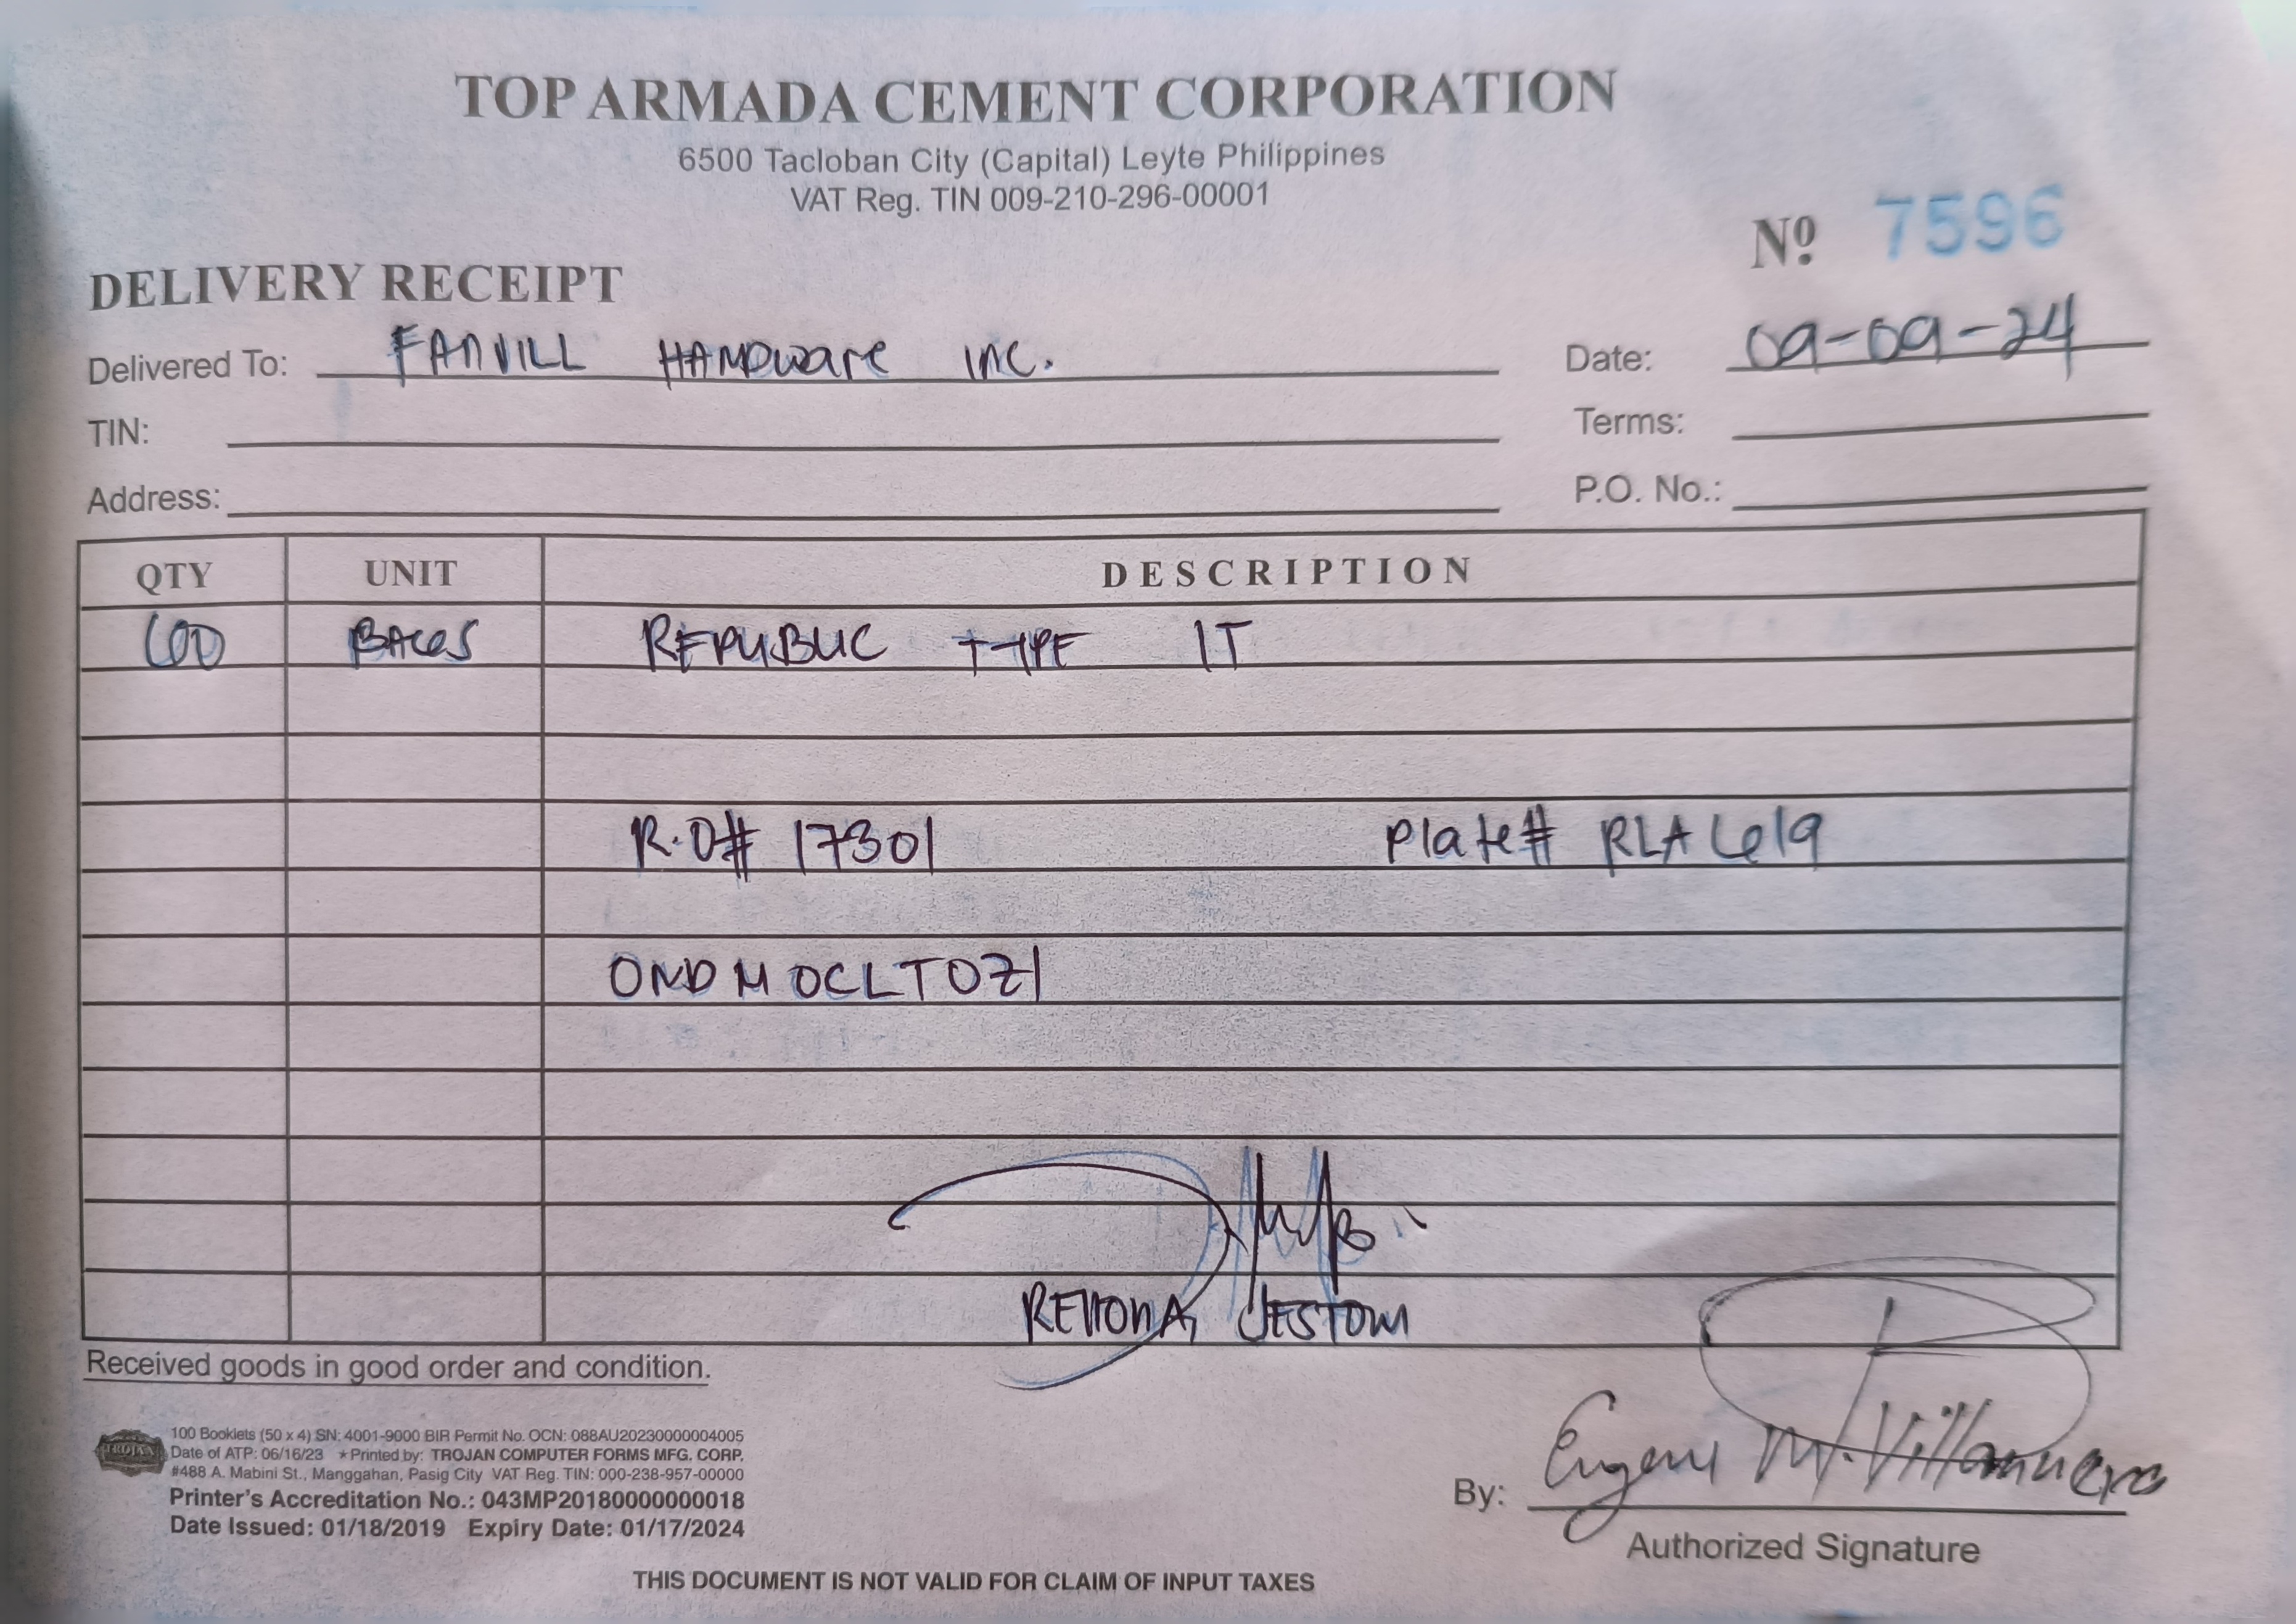 TOP ARMADA CEMENT CORPORATION
6500 Tacloban City (Capital) Leyte Philippines
VAT Reg. TIN 009-210-296-00001
Nº 7596
DELIVERY RECEIPT
Delivered To: FANVILL HARDWARE INC.
Date: 09-09-24
TIN:
Terms:
Address:
P.O. No.:
QTY UNIT DESCRIPTION
600 BAGS REPUBLIC TYPE 1T
R.O# 17301 Plate# RLA 619
ONDMOCLTOZ1
RENONA, JESTONI
Received goods in good order and condition.
TROJAN
100 Booklets (50 x 4) SN: 4001-9000 BIR Permit No. OCN: 088AU20230000004005
Date of ATP: 06/16/23 ★Printed by: TROJAN COMPUTER FORMS MFG. CORP.
#488 A. Mabini St., Manggahan, Pasig City VAT Reg. TIN: 000-238-957-00000
Printer's Accreditation No.: 043MP20180000000018
Date Issued: 01/18/2019 Expiry Date: 01/17/2024
By: Eugene M. Villanueva
Authorized Signature
THIS DOCUMENT IS NOT VALID FOR CLAIM OF INPUT TAXES